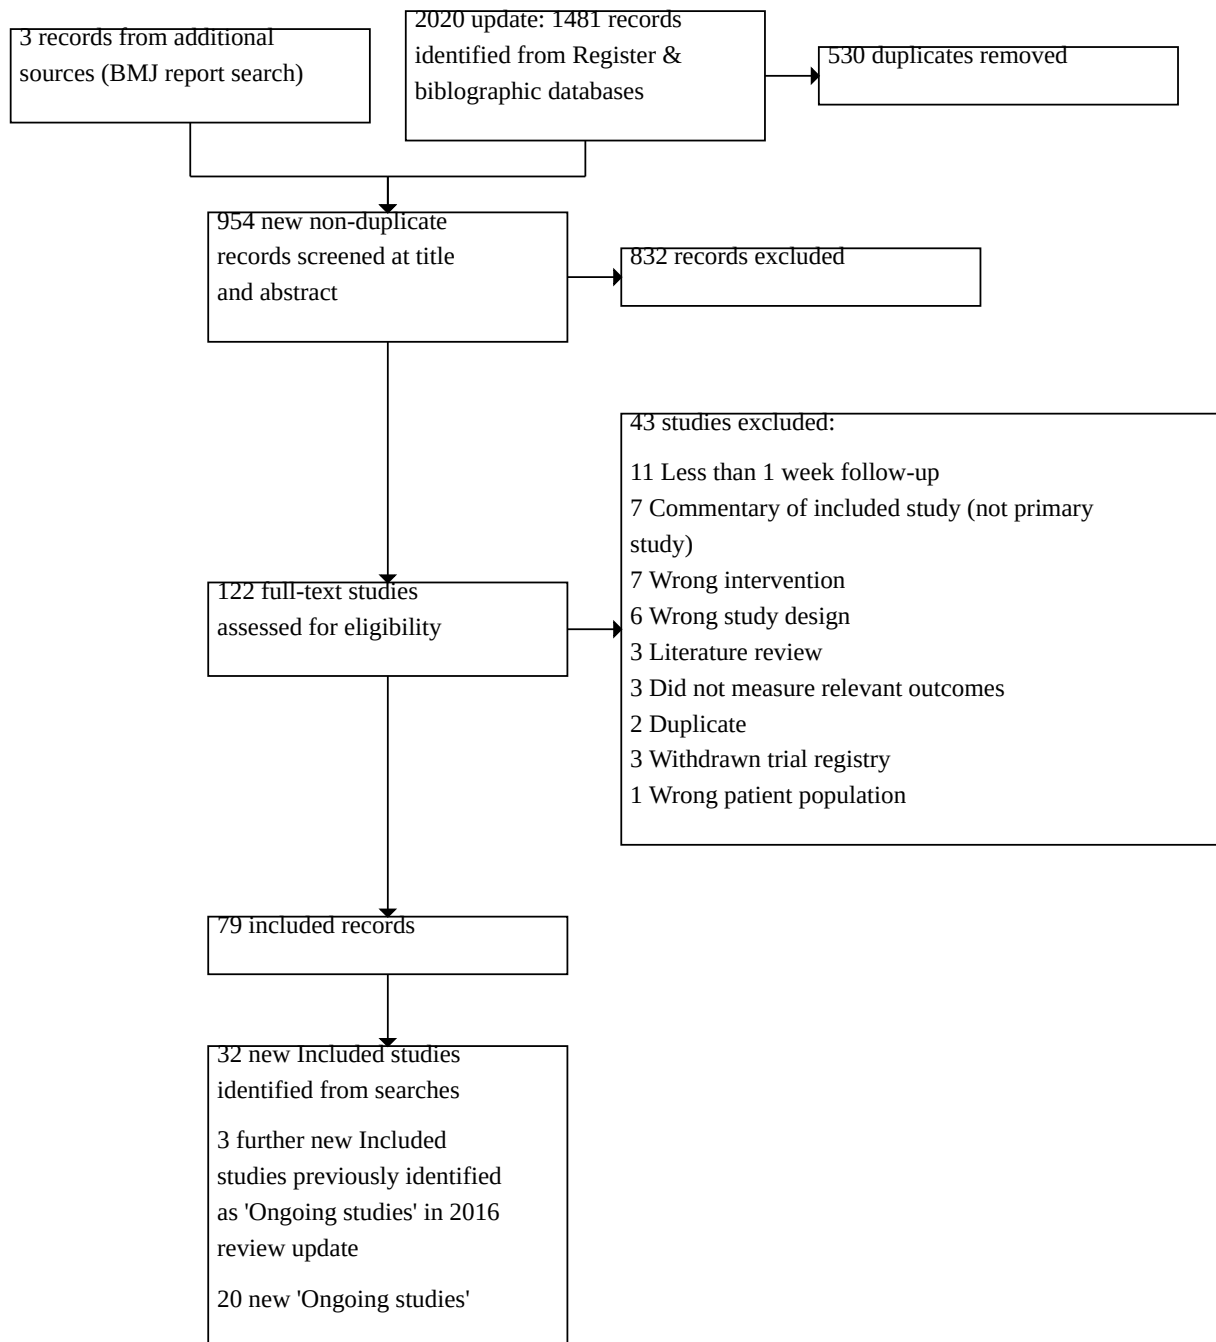 3 records from additional
sources (BMJ report search)
2020 update: 1481 records
identified from Register &
biblographic databases
530 duplicates removed
954 new non-duplicate
records screened at title
and abstract
832 records excluded
122 full-text studies
assessed for eligibility
43 studies excluded:
11 Less than 1 week follow-up
7 Commentary of included study (not primary
study)
7 Wrong intervention
6 Wrong study design
3 Literature review
3 Did not measure relevant outcomes
2 Duplicate
3 Withdrawn trial registry
1 Wrong patient population
79 included records
32 new Included studies
identified from searches
3 further new Included
studies previously identified
as 'Ongoing studies' in 2016
review update
20 new 'Ongoing studies'